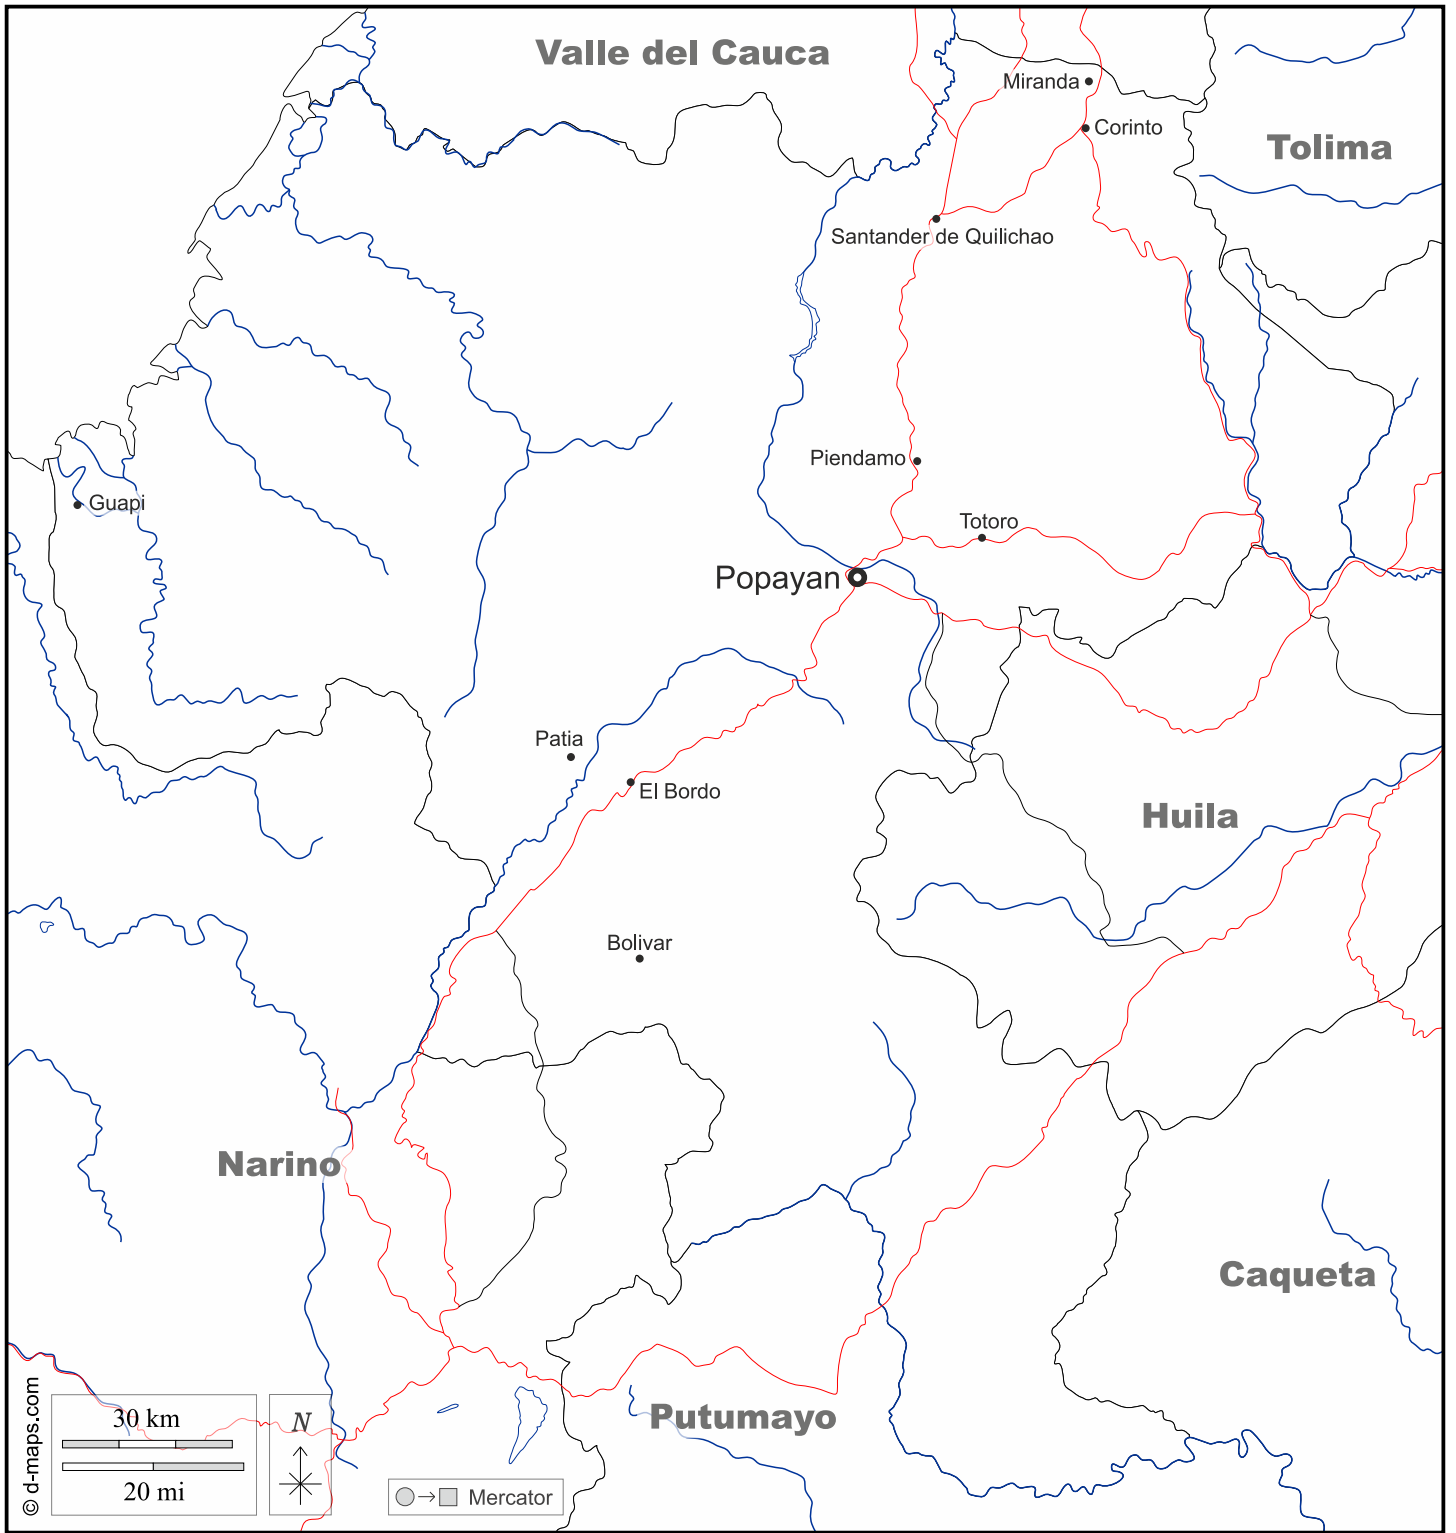 Valle del Cauca
Miranda
Corinto
Tolima
Santander de Quilichao
Piendamo
Guapi
Totoro
Popayan
Patia
El Bordo
Huila
Bolivar
Narino
Caqueta
Putumayo
© d-maps.com
30 km
20 mi
N
Mercator